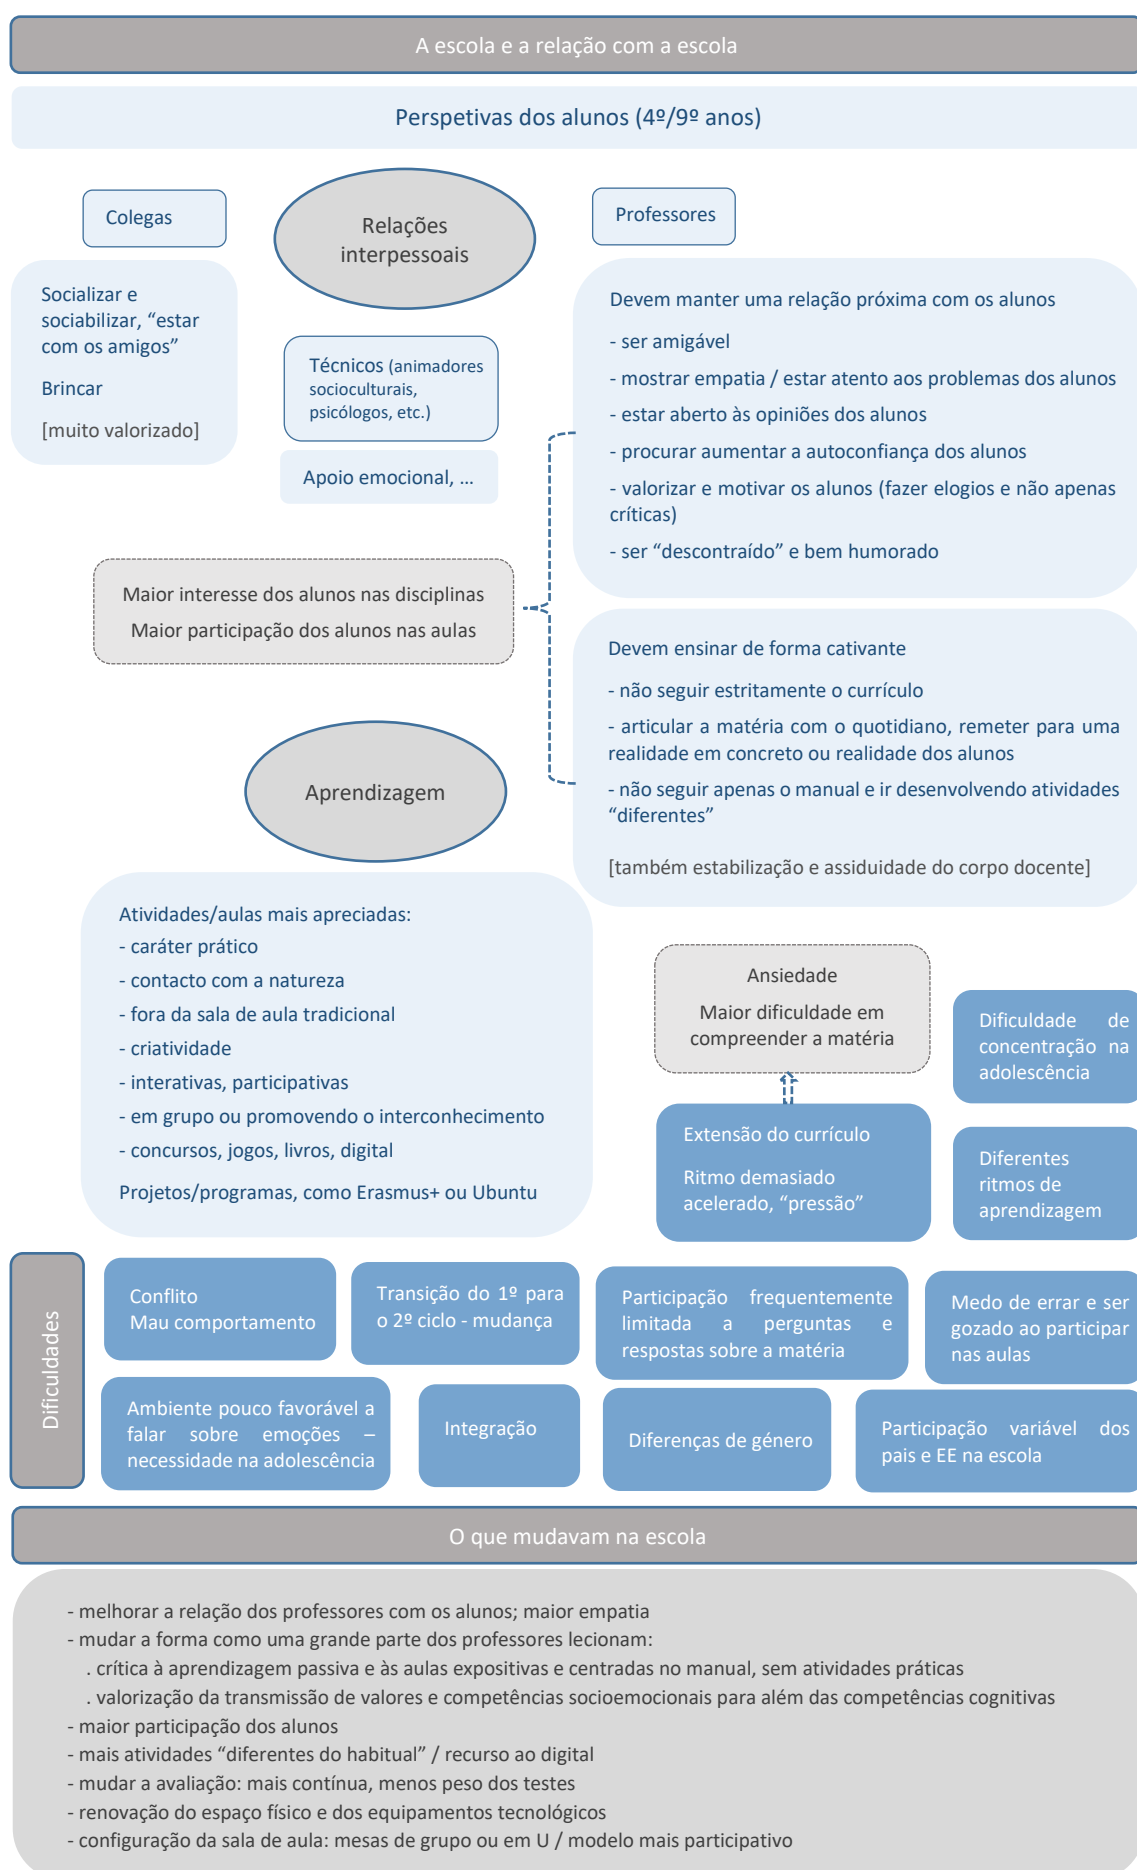 A escola e a relação com a escola
Perspetivas dos alunos (4º/9º anos)
Colegas
Relações
interpessoais
Professores
Socializar e
sociabilizar, “estar
com os amigos”
Brincar
[muito valorizado]
Técnicos (animadores
socioculturais,
psicólogos, etc.)
Apoio emocional, ...
Devem manter uma relação próxima com os alunos
- ser amigável
- mostrar empatia / estar atento aos problemas dos alunos
- estar aberto às opiniões dos alunos
- procurar aumentar a autoconfiança dos alunos
- valorizar e motivar os alunos (fazer elogios e não apenas
críticas)
- ser “descontraído” e bem humorado
Maior interesse dos alunos nas disciplinas
Maior participação dos alunos nas aulas
Devem ensinar de forma cativante
- não seguir estritamente o currículo
- articular a matéria com o quotidiano, remeter para uma
realidade em concreto ou realidade dos alunos
- não seguir apenas o manual e ir desenvolvendo atividades
“diferentes”
[também estabilização e assiduidade do corpo docente]
Aprendizagem
Atividades/aulas mais apreciadas:
- caráter prático
- contacto com a natureza
- fora da sala de aula tradicional
- criatividade
- interativas, participativas
- em grupo ou promovendo o interconhecimento
- concursos, jogos, livros, digital
Projetos/programas, como Erasmus+ ou Ubuntu
Ansiedade
Maior dificuldade em
compreender a matéria
Dificuldade de
concentração na
adolescência
Extensão do currículo
Ritmo demasiado
acelerado, “pressão”
Diferentes
ritmos de
aprendizagem
Dificuldades
Conflito
Mau comportamento
Transição do 1º para
o 2º ciclo - mudança
Participação frequentemente
limitada a perguntas e
respostas sobre a matéria
Medo de errar e ser
gozado ao participar
nas aulas
Ambiente pouco favorável a
falar sobre emoções –
necessidade na adolescência
Integração
Diferenças de género
Participação variável dos
pais e EE na escola
O que mudavam na escola
- melhorar a relação dos professores com os alunos; maior empatia
- mudar a forma como uma grande parte dos professores lecionam:
. crítica à aprendizagem passiva e às aulas expositivas e centradas no manual, sem atividades práticas
. valorização da transmissão de valores e competências socioemocionais para além das competências cognitivas
- maior participação dos alunos
- mais atividades “diferentes do habitual” / recurso ao digital
- mudar a avaliação: mais contínua, menos peso dos testes
- renovação do espaço físico e dos equipamentos tecnológicos
- configuração da sala de aula: mesas de grupo ou em U / modelo mais participativo